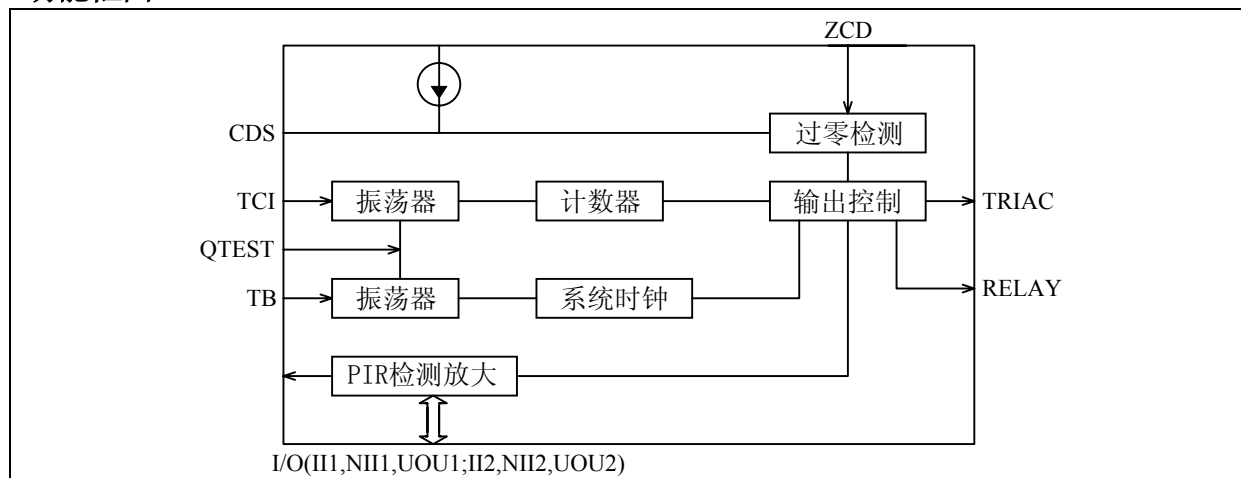 ZCD
CDS
过零检测
TCI
振荡器
计数器
输出控制
TRIAC
QTEST
TB
振荡器
系统时钟
RELAY
PIR检测放大
I/O(II1,NII1,UOU1;II2,NII2,UOU2)